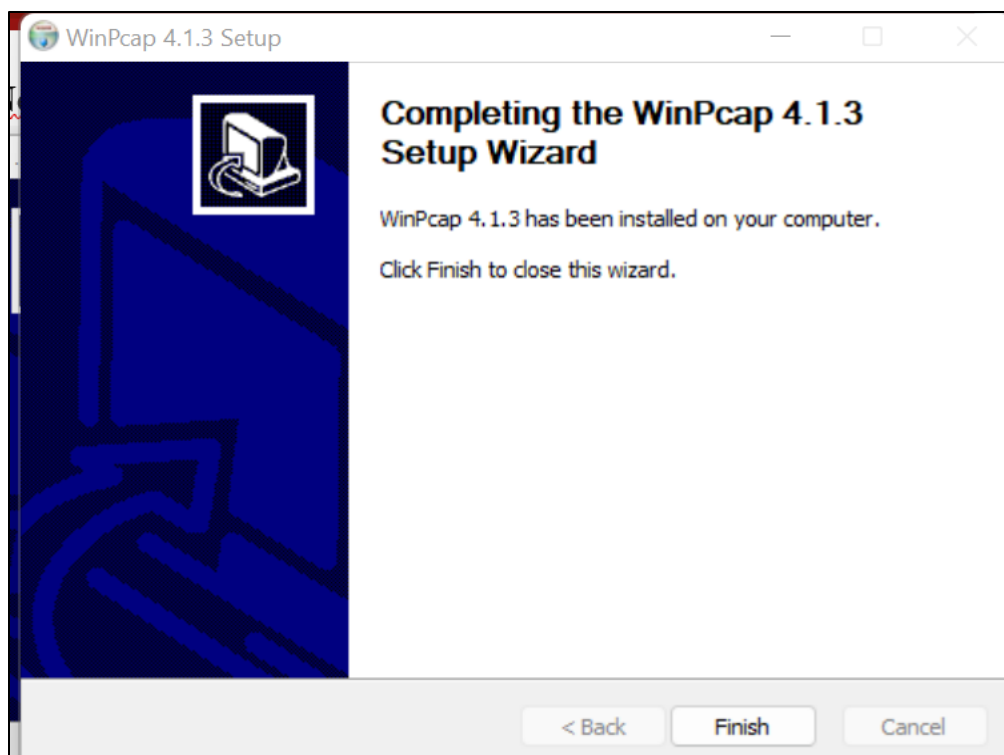 WinPcap 4.1.3 Setup
Completing the WinPcap 4.1.3
Setup Wizard
WinPcap 4.1.3 has been installed on your computer.
Click Finish to close this wizard.
< Back
Finish
Cancel